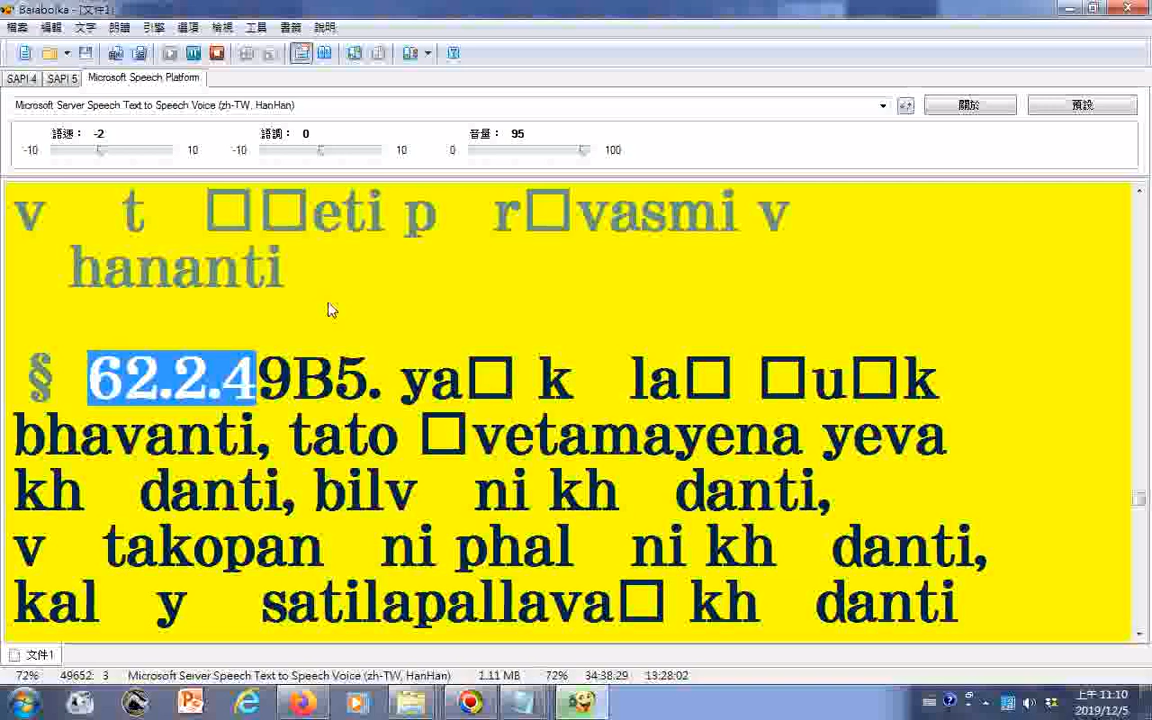 Balabolka - [文件1]
檔案 編輯 文字 朗讀 引擎 選項 檢視 工具 書籤 說明
SAPI 4 SAPI 5 Microsoft Speech Platform
Microsoft Server Speech Text to Speech Voice (zh-TW, HanHan) 關於 預設
語速： -2 語調： 0 音量： 95
-10 10 -10 10 0 100
v t □□eti p r□vasmi v
hananti
§ 62.2.49B5. ya□ k la□ □u□k
bhavanti, tato □vetamayena yeva
kh danti, bilv ni kh danti,
v takopan ni phal ni kh danti,
kal y satilapallava□ kh danti
文件1
72% 49652: 3 Microsoft Server Speech Text to Speech Voice (zh-TW, HanHan) 1.11 MB 72% 34:38:29 13:28:02
上午 11:10
2019/12/5